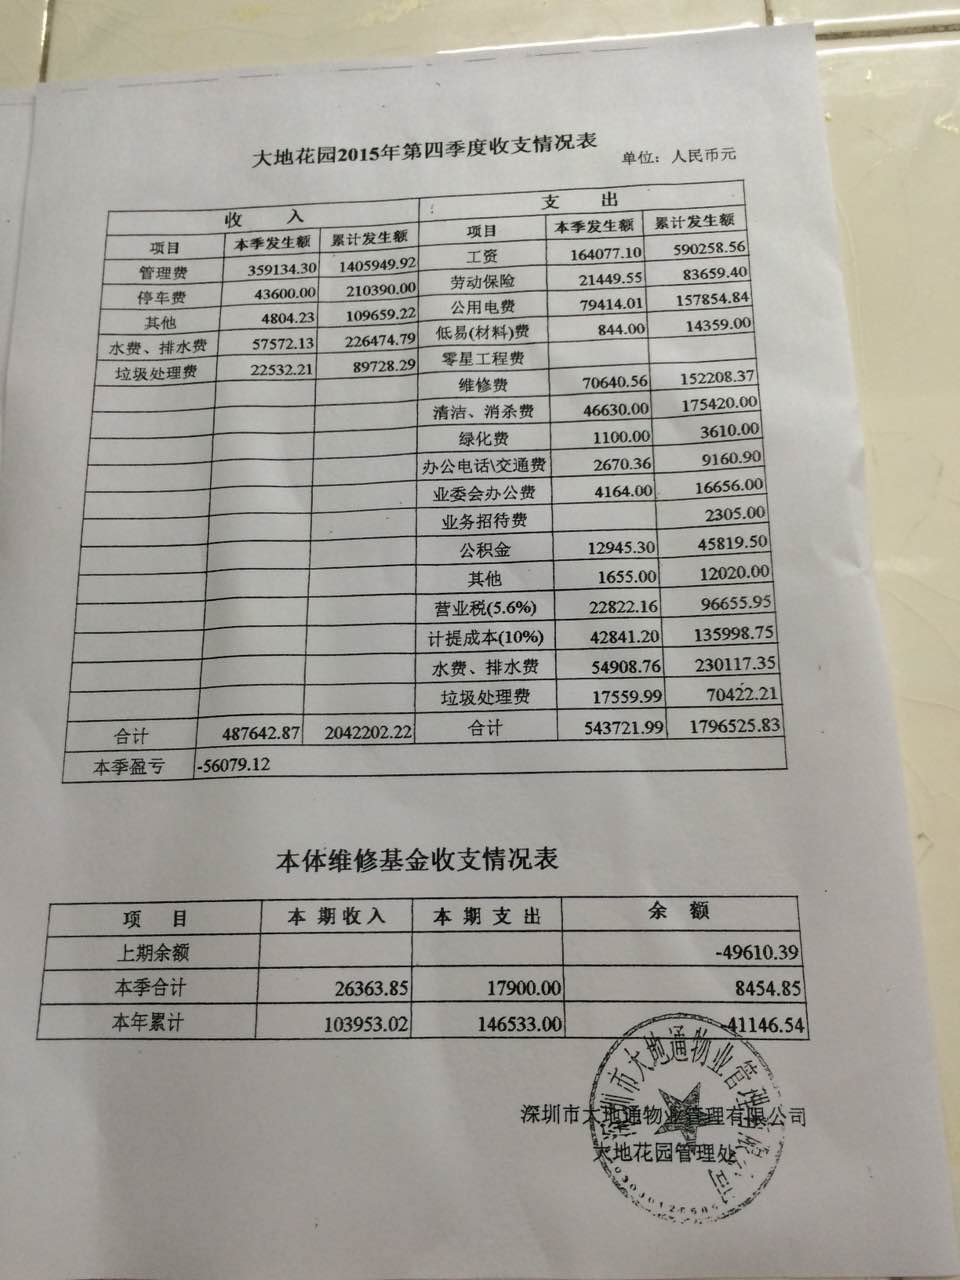 大地花园2015年第四季度收支情况表
单位：人民币元
收 入 支 出
项目 本季发生额 累计发生额 项目 本季发生额 累计发生额
管理费 359134.30 1405949.92 工资 164077.10 590258.56
停车费 43600.00 210390.00 劳动保险 21449.55 83659.40
其他 4804.23 109659.22 公用电费 79414.01 157854.84
水费、排水费 57572.13 226474.79 低易(材料)费 844.00 14359.00
垃圾处理费 22532.21 89728.29 零星工程费
维修费 70640.56 152208.37
清洁、消杀费 46630.00 175420.00
绿化费 1100.00 3610.00
办公电话\交通费 2670.36 9160.90
业委会办公费 4164.00 16656.00
业务招待费 2305.00
公积金 12945.30 45819.50
其他 1655.00 12020.00
营业税(5.6%) 22822.16 96655.95
计提成本(10%) 42841.20 135998.75
水费、排水费 54908.76 230117.35
垃圾处理费 17559.99 70422.21
合计 487642.87 2042202.22 合计 543721.99 1796525.83
本季盈亏 -56079.12
本体维修基金收支情况表
项 目 本 期 收 入 本 期 支 出 余 额
上期余额 -49610.39
本季合计 26363.85 17900.00 8454.85
本年累计 103953.02 146533.00 -41146.54
深圳市大地通物业管理有限公司
大地花园管理处
深圳市大地通物业管理有限公司